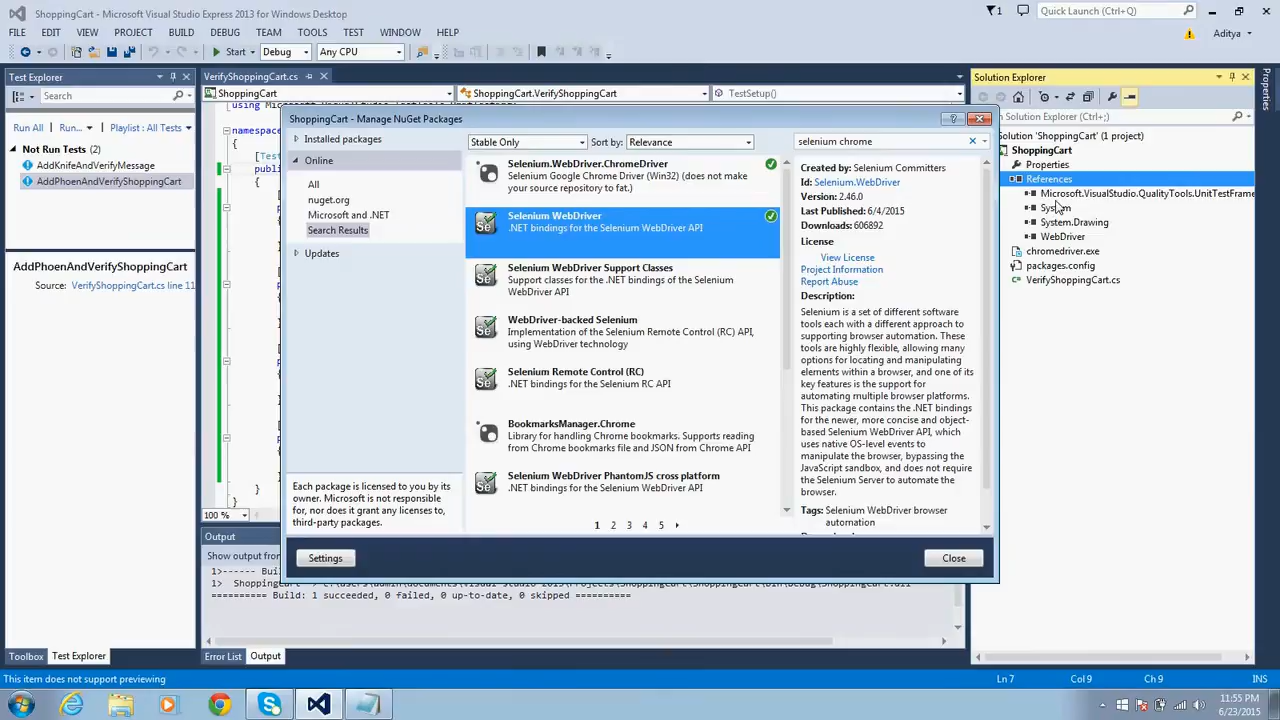 ShoppingCart - Microsoft Visual Studio Express 2013 for Windows Desktop
1
Quick Launch (Ctrl+Q)
FILE EDIT VIEW PROJECT BUILD DEBUG TEAM TOOLS TEST WINDOW HELP
Aditya
Start Debug Any CPU
Test Explorer
Search
Run All Run... Playlist : All Tests
Not Run Tests (2)
AddKnifeAndVerifyMessage
AddPhoenAndVerifyShoppingCart
AddPhoenAndVerifyShoppingCart
Source: VerifyShoppingCart.cs line 11
VerifyShoppingCart.cs
ShoppingCart ShoppingCart.VerifyShoppingCart TestSetup()
namespace
[Tes
publi
{
}
}
100 %
ShoppingCart - Manage NuGet Packages
Installed packages
Online
All
nuget.org
Microsoft and .NET
Search Results
Updates
Each package is licensed to you by its
owner. Microsoft is not responsible
for, nor does it grant any licenses to,
third-party packages.
Settings
Stable Only Sort by: Relevance
selenium chrome
Selenium.WebDriver.ChromeDriver
Selenium Google Chrome Driver (Win32) (does not make
your source repository to fat.)
Selenium WebDriver
.NET bindings for the Selenium WebDriver API
Selenium WebDriver Support Classes
Support classes for the .NET bindings of the Selenium
WebDriver API
WebDriver-backed Selenium
Implementation of the Selenium Remote Control (RC) API,
using WebDriver technology
Selenium Remote Control (RC)
.NET bindings for the Selenium RC API
BookmarksManager.Chrome
Library for handling Chrome bookmarks. Supports reading
from Chrome bookmarks file and JSON from Chrome API.
Selenium WebDriver PhantomJS cross platform
.NET bindings for the Selenium WebDriver API
1 2 3 4 5
Created by: Selenium Committers
Id: Selenium.WebDriver
Version: 2.46.0
Last Published: 6/4/2015
Downloads: 606892
License
View License
Project Information
Report Abuse
Description:
Selenium is a set of different software
tools each with a different approach to
supporting browser automation. These
tools are highly flexible, allowing many
options for locating and manipulating
elements within a browser, and one of its
key features is the support for
automating multiple browser platforms.
This package contains the .NET bindings
for the newer, more concise and object-
based Selenium WebDriver API, which
uses native OS-level events to
manipulate the browser, bypassing the
JavaScript sandbox, and does not require
the Selenium Server to automate the
browser.
Tags: Selenium WebDriver browser
automation
Close
Output
Show output from
1>------ Bui
1> ShoppingCart
========== Build: 1 succeeded, 0 failed, 0 up-to-date, 0 skipped ==========
Toolbox Test Explorer
Error List Output
Solution Explorer
Solution Explorer (Ctrl+;)
Solution 'ShoppingCart' (1 project)
ShoppingCart
Properties
References
Microsoft.VisualStudio.QualityTools.UnitTestFrame
System
System.Drawing
WebDriver
chromedriver.exe
packages.config
VerifyShoppingCart.cs
Properties
This item does not support previewing
Ln 7 Col 9 Ch 9 INS
11:55 PM
6/23/2015